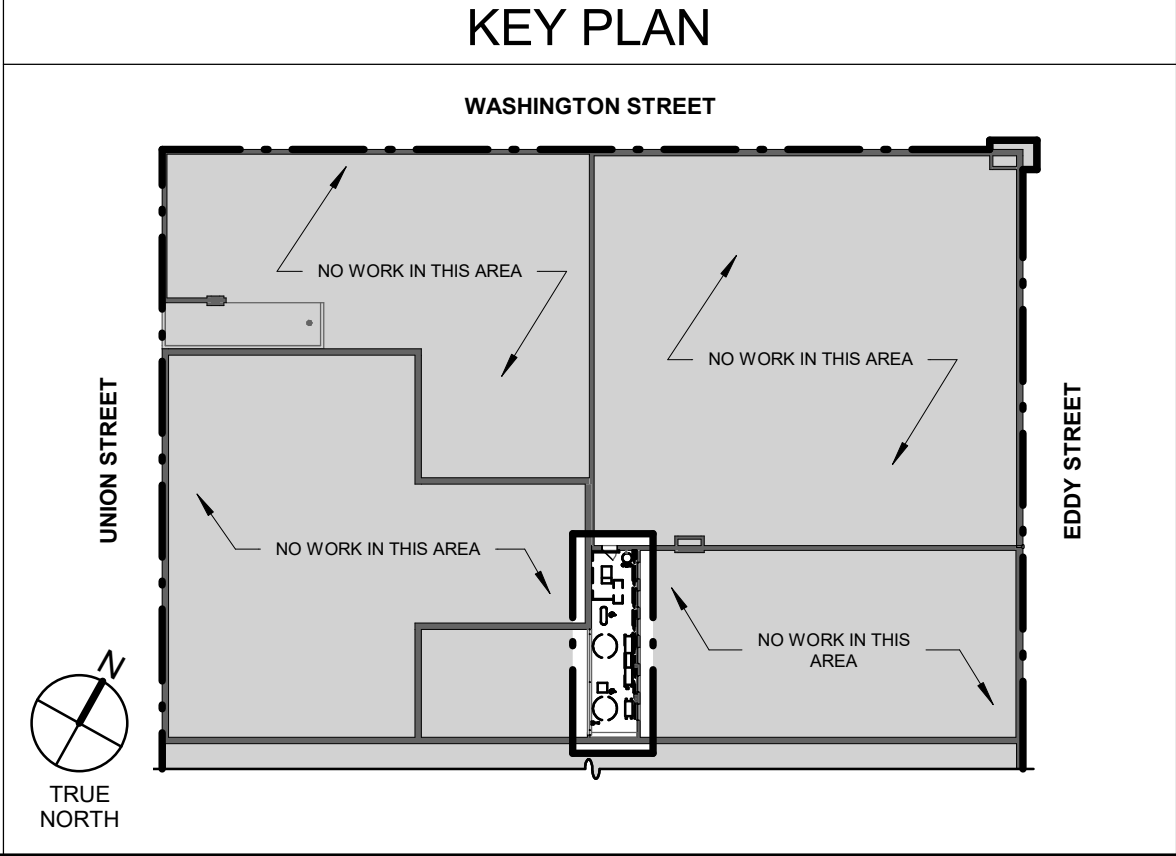 KEY PLAN
WASHINGTON STREET
NO WORK IN THIS AREA
NO WORK IN THIS AREA
UNION STREET
EDDY STREET
NO WORK IN THIS AREA
NO WORK IN THIS
AREA
N
TRUE
NORTH